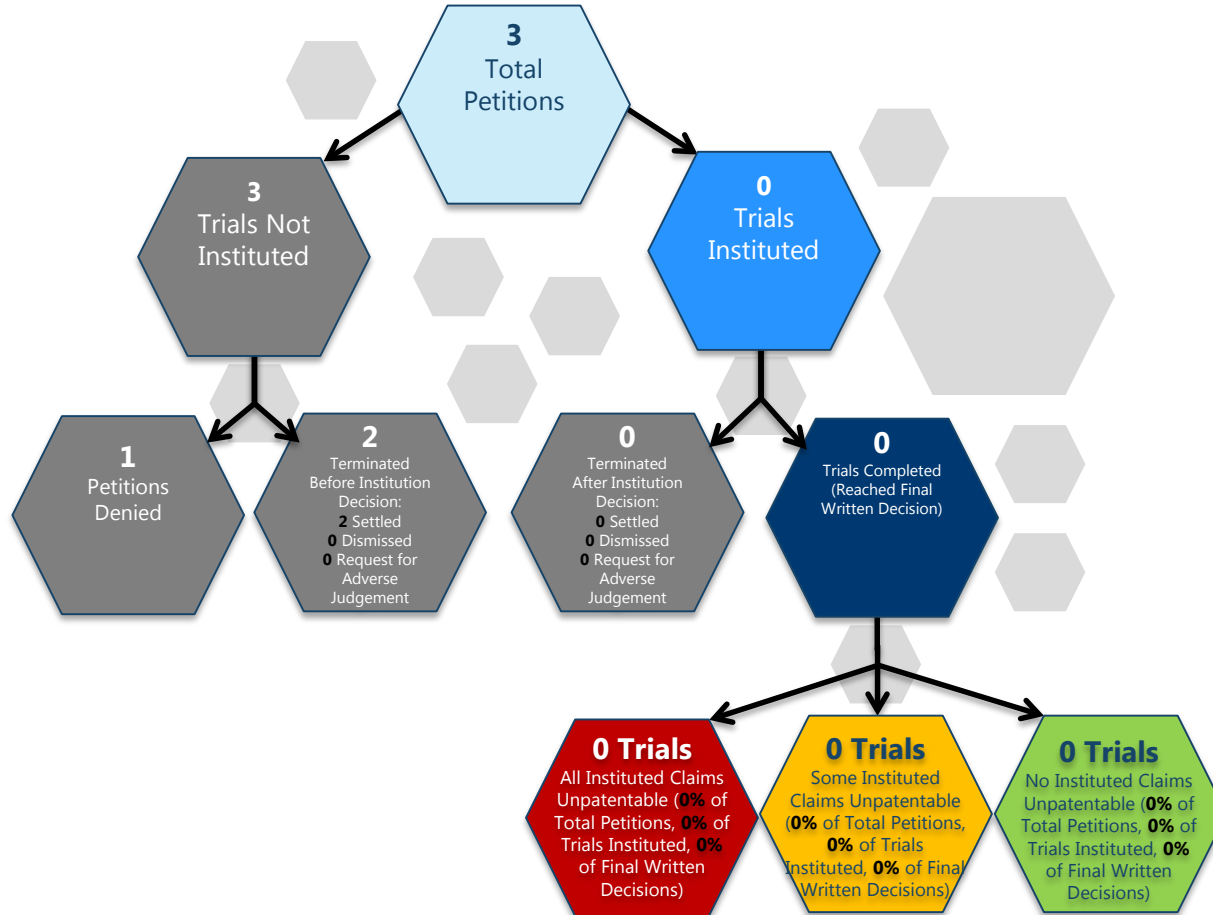 3
Total
Petitions
3
Trials Not
Instituted
0
Trials
Instituted
1
Petitions
Denied
2
Terminated
Before Institution
Decision:
2 Settled
0 Dismissed
0 Request for
Adverse
Judgement
0
Terminated
After Institution
Decision:
0 Settled
0 Dismissed
0 Request for
Adverse
Judgement
0
Trials Completed
(Reached Final
Written Decision)
0 Trials
All Instituted Claims
Unpatentable (0% of
Total Petitions, 0% of
Trials Instituted, 0%
of Final Written
Decisions)
0 Trials
Some Instituted
Claims Unpatentable
(0% of Total Petitions,
0% of Trials
Instituted, 0% of Final
Written Decisions)
0 Trials
No Instituted Claims
Unpatentable (0% of
Total Petitions, 0% of
Trials Instituted, 0%
of Final Written
Decisions)